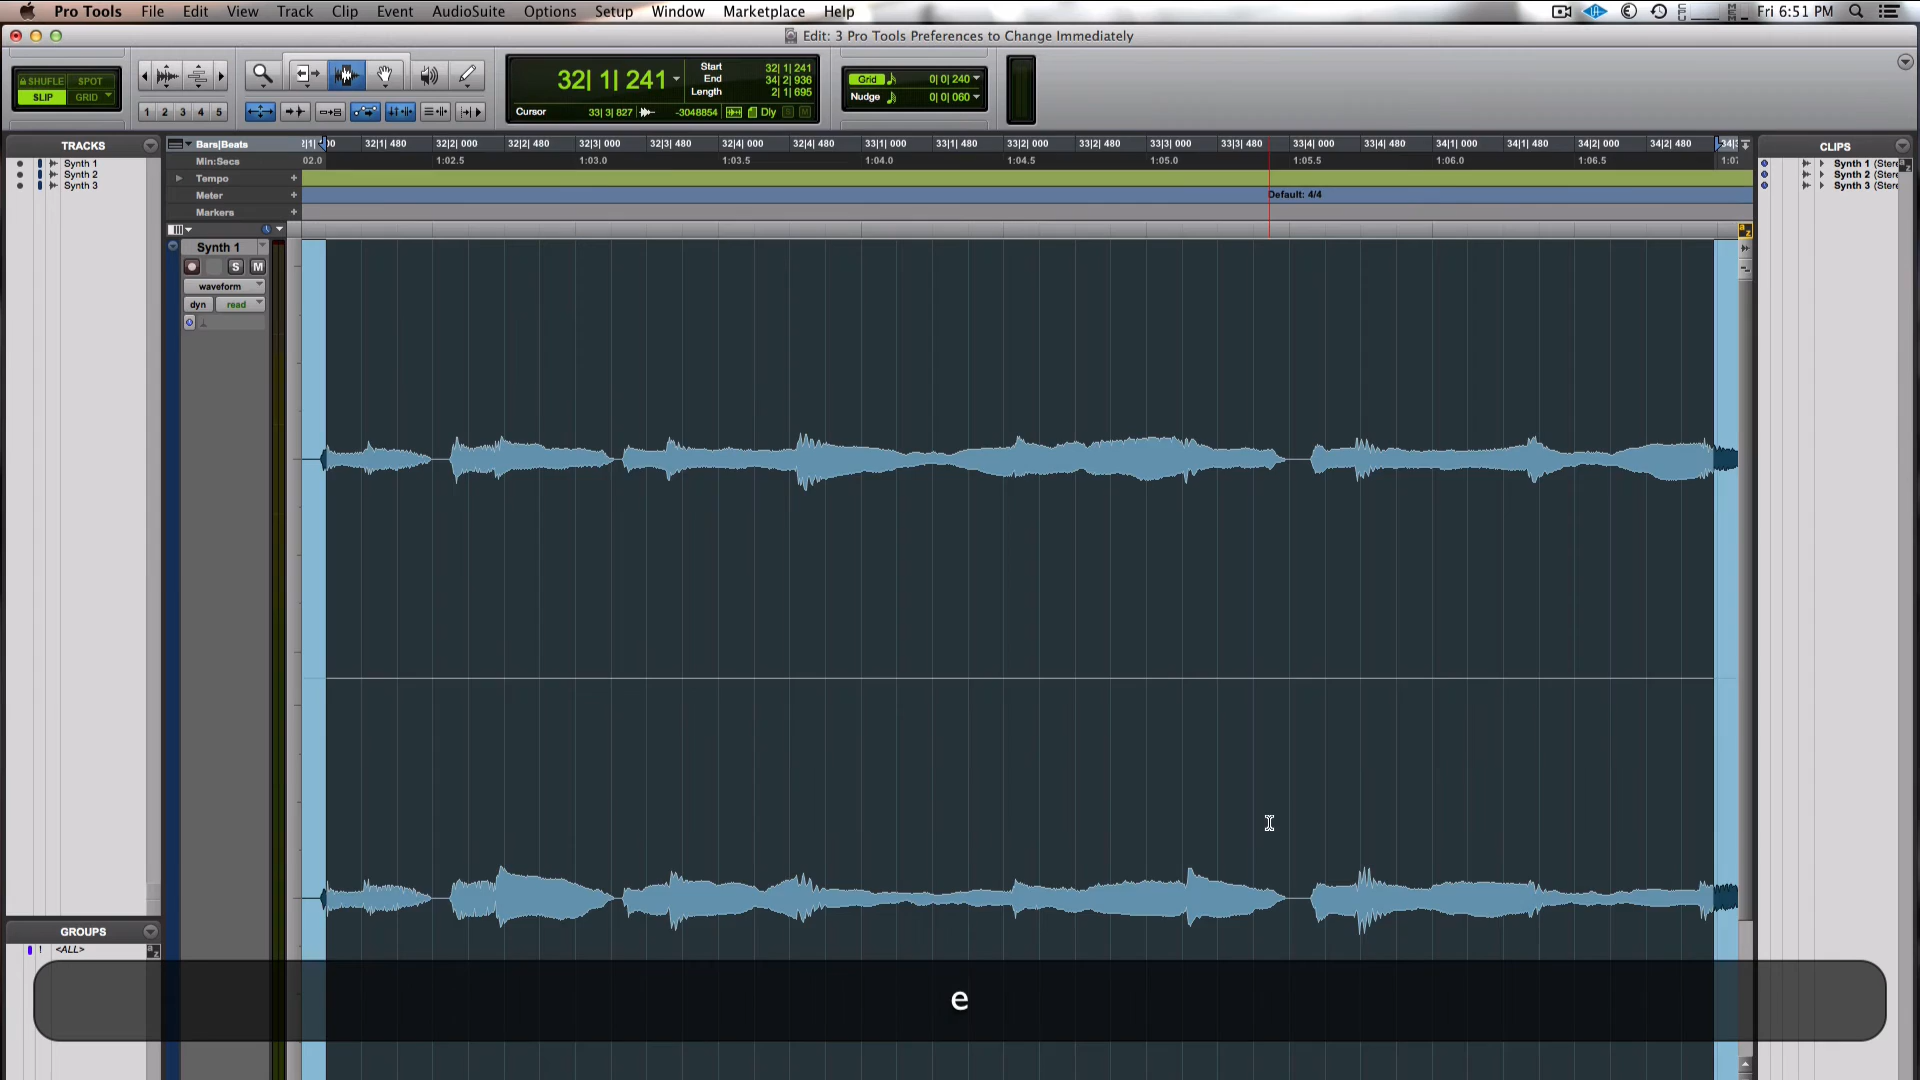 Pro Tools File Edit View Track Clip Event AudioSuite Options Setup Window Marketplace Help Fri 6:51 PM
Edit: 3 Pro Tools Preferences to Change Immediately
SHUFLE SPOT
SLIP GRID
1 2 3 4 5
32| 1| 241
Start 32| 1| 241
End 34| 2| 936
Length 2| 1| 695
Cursor 33| 3| 827 -3048854 Dly
Grid 0| 0| 240
Nudge 0| 0| 060
TRACKS
Synth 1
Synth 2
Synth 3
Bars|Beats 32|1| 480 32|2| 000 32|2| 480 32|3| 000 32|3| 480 32|4| 000 32|4| 480 33|1| 000 33|1| 480 33|2| 000 33|2| 480 33|3| 000 33|3| 480 33|4| 000 33|4| 480 34|1| 000 34|1| 480 34|2| 000 34|2| 480
Min:Secs 02.0 1:02.5 1:03.0 1:03.5 1:04.0 1:04.5 1:05.0 1:05.5 1:06.0 1:06.5 1:07
Tempo
Meter Default: 4/4
Markers
CLIPS
Synth 1 (Stere
Synth 2 (Stere
Synth 3 (Stere
Synth 1
S M
waveform
dyn read
GROUPS
! <ALL>
e